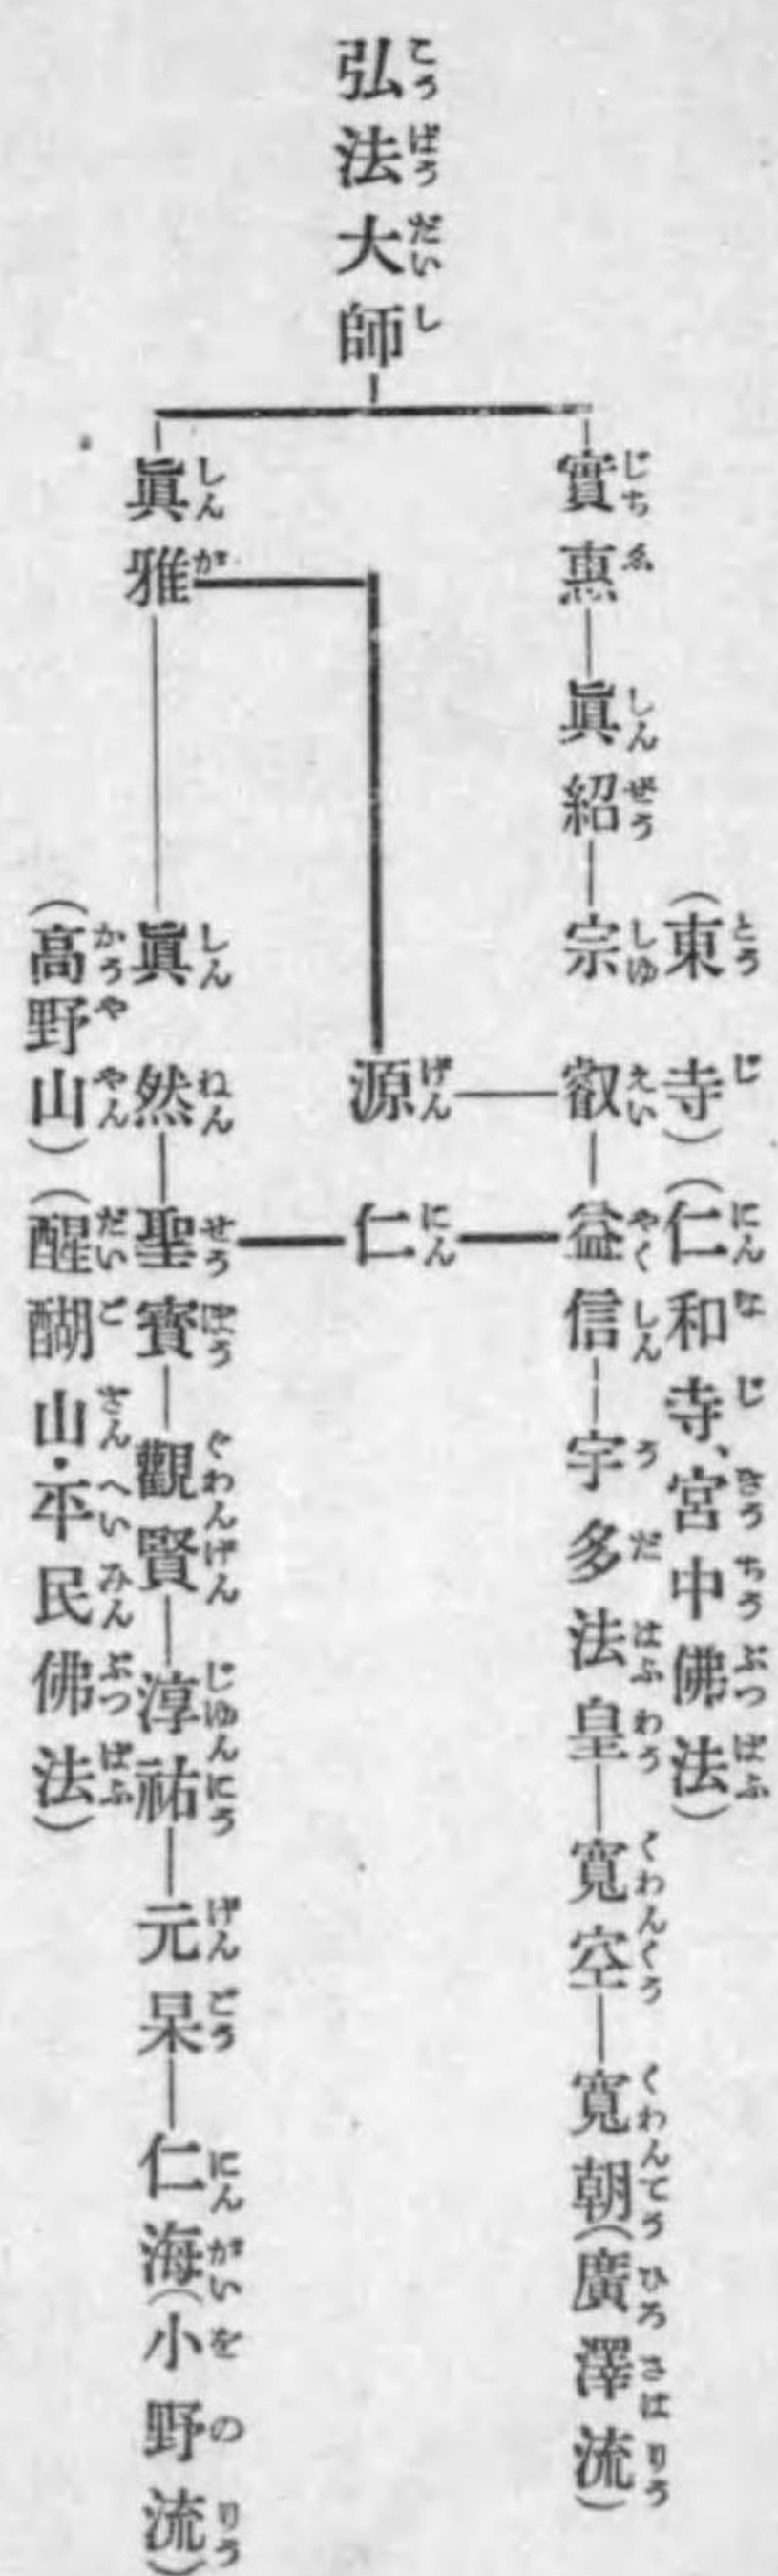 弘法大師
(東寺)(仁和寺、宮中佛法)
實惠―眞紹―宗叡―益信―宇多法皇―寬空―寬朝(廣澤流)
源仁
眞雅―眞然―聖寶―觀賢―淳祐―元杲―仁海(小野流)
(高野山)(醍醐山・平民佛法)